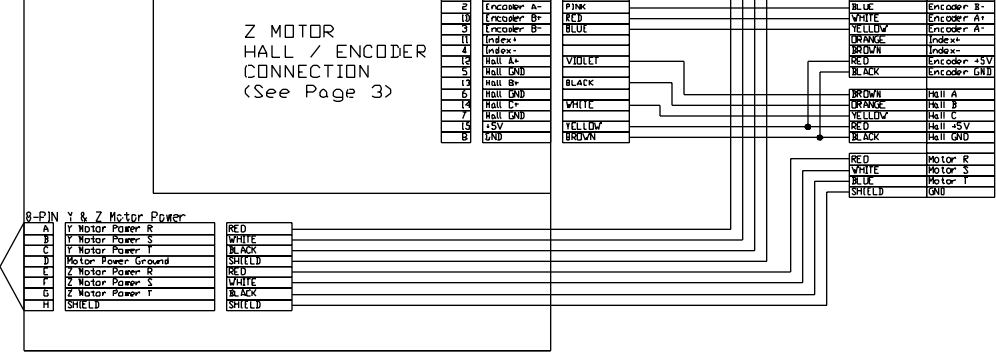 2 Encoder A- PINK
10 Encoder B+ RED
3 Encoder B- BLUE
11 Index+
4 Index-
12 Hall A+ VIOLET
5 Hall GND
13 Hall B+ BLACK
6 Hall GND
14 Hall C+ WHITE
7 Hall GND
15 +5V YELLOW
8 GND BROWN
Z MOTOR
HALL / ENCODER
CONNECTION
(See Page 3)
BLUE Encoder B-
WHITE Encoder A+
YELLOW Encoder A-
ORANGE Index+
BROWN Index-
RED Encoder +5V
BLACK Encoder GND
BROWN Hall A
ORANGE Hall B
YELLOW Hall C
RED Hall +5V
BLACK Hall GND
RED Motor R
WHITE Motor S
BLUE Motor T
SHIELD GND
8-PIN Y & Z Motor Power
A Y Motor Power R RED
B Y Motor Power S WHITE
C Y Motor Power T BLACK
D Motor Power Ground SHIELD
E Z Motor Power R RED
F Z Motor Power S WHITE
G Z Motor Power T BLACK
H SHIELD SHIELD